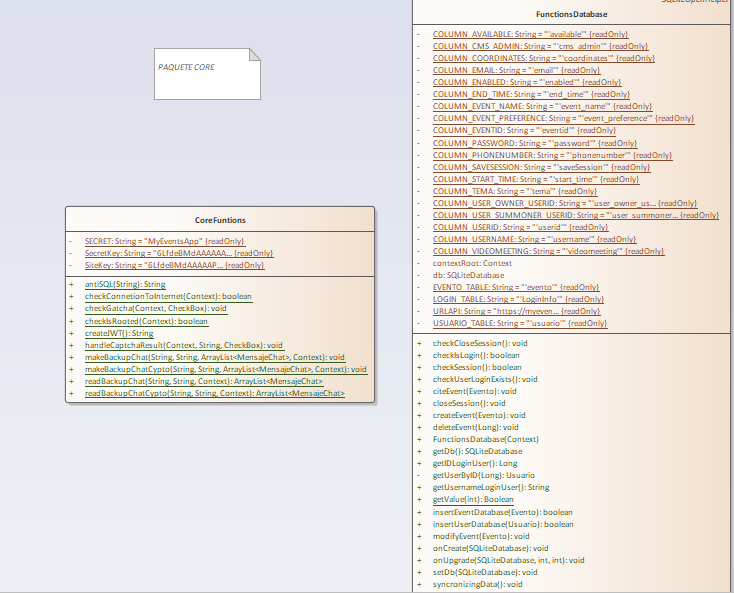 SQLiteOpenHelper
FunctionsDatabase
- COLUMN_AVAILABLE: String = "'available'" {readOnly}
- COLUMN_CMS_ADMIN: String = "'cms_admin'" {readOnly}
- COLUMN_COORDINATES: String = "'coordinates'" {readOnly}
- COLUMN_EMAIL: String = "'email'" {readOnly}
- COLUMN_ENABLED: String = "'enabled'" {readOnly}
- COLUMN_END_TIME: String = "'end_time'" {readOnly}
- COLUMN_EVENT_NAME: String = "'event_name'" {readOnly}
- COLUMN_EVENT_PREFERENCE: String = "'event_preference'" {readOnly}
- COLUMN_EVENTID: String = "'eventid'" {readOnly}
- COLUMN_PASSWORD: String = "'password'" {readOnly}
- COLUMN_PHONENUMBER: String = "'phonenumber'" {readOnly}
- COLUMN_SAVESESSION: String = "'saveSession'" {readOnly}
- COLUMN_START_TIME: String = "'start_time'" {readOnly}
- COLUMN_TEMA: String = "'tema'" {readOnly}
- COLUMN_USER_OWNER_USERID: String = "'user_owner_us... {readOnly}
- COLUMN_USER_SUMMONER_USERID: String = "'user_summoner... {readOnly}
- COLUMN_USERID: String = "'userid'" {readOnly}
- COLUMN_USERNAME: String = "'username'" {readOnly}
- COLUMN_VIDEOMEETING: String = "'videomeeting'" {readOnly}
- contextRoot: Context
- db: SQLiteDatabase
- EVENTO_TABLE: String = "'evento'" {readOnly}
- LOGIN_TABLE: String = "'LoginInfo'" {readOnly}
- URLAPI: String = "https://myeven... {readOnly}
- USUARIO_TABLE: String = "'usuario'" {readOnly}
+ checkCloseSession(): void
+ checkIsLogin(): boolean
+ checkSession(): boolean
+ checkUserLoginExists(): void
+ citeEvent(Evento): void
+ closeSession(): void
+ createEvent(Evento): void
+ deleteEvent(Long): void
+ FunctionsDatabase(Context)
+ getDb(): SQLiteDatabase
+ getIDLoginUser(): Long
- getUserByID(Long): Usuario
+ getUsernameLoginUser(): String
+ getValue(int): Boolean
+ insertEventDatabase(Evento): boolean
+ insertUserDatabase(Usuario): boolean
+ modifyEvent(Evento): void
+ onCreate(SQLiteDatabase): void
+ onUpgrade(SQLiteDatabase, int, int): void
+ setDb(SQLiteDatabase): void
+ syncronizingData(): void
PAQUETE CORE
CoreFuntions
- SECRET: String = "MyEventsApp" {readOnly}
- SecretKey: String = "6LfdeBMdAAAAAA... {readOnly}
- SiteKey: String = "6LfdeBMdAAAAAP... {readOnly}
+ antiSQL(String): String
+ checkConnetionToInternet(Context): boolean
+ checkGatcha(Context, CheckBox): void
+ checkIsRooted(Context): boolean
+ createJWT(): String
+ handleCaptchaResult(Context, String, CheckBox): void
+ makeBackupChat(String, String, ArrayList<MensajeChat>, Context): void
+ makeBackupChatCypto(String, String, ArrayList<MensajeChat>, Context): void
+ readBackupChat(String, String, Context): ArrayList<MensajeChat>
+ readBackupChatCypto(String, String, Context): ArrayList<MensajeChat>